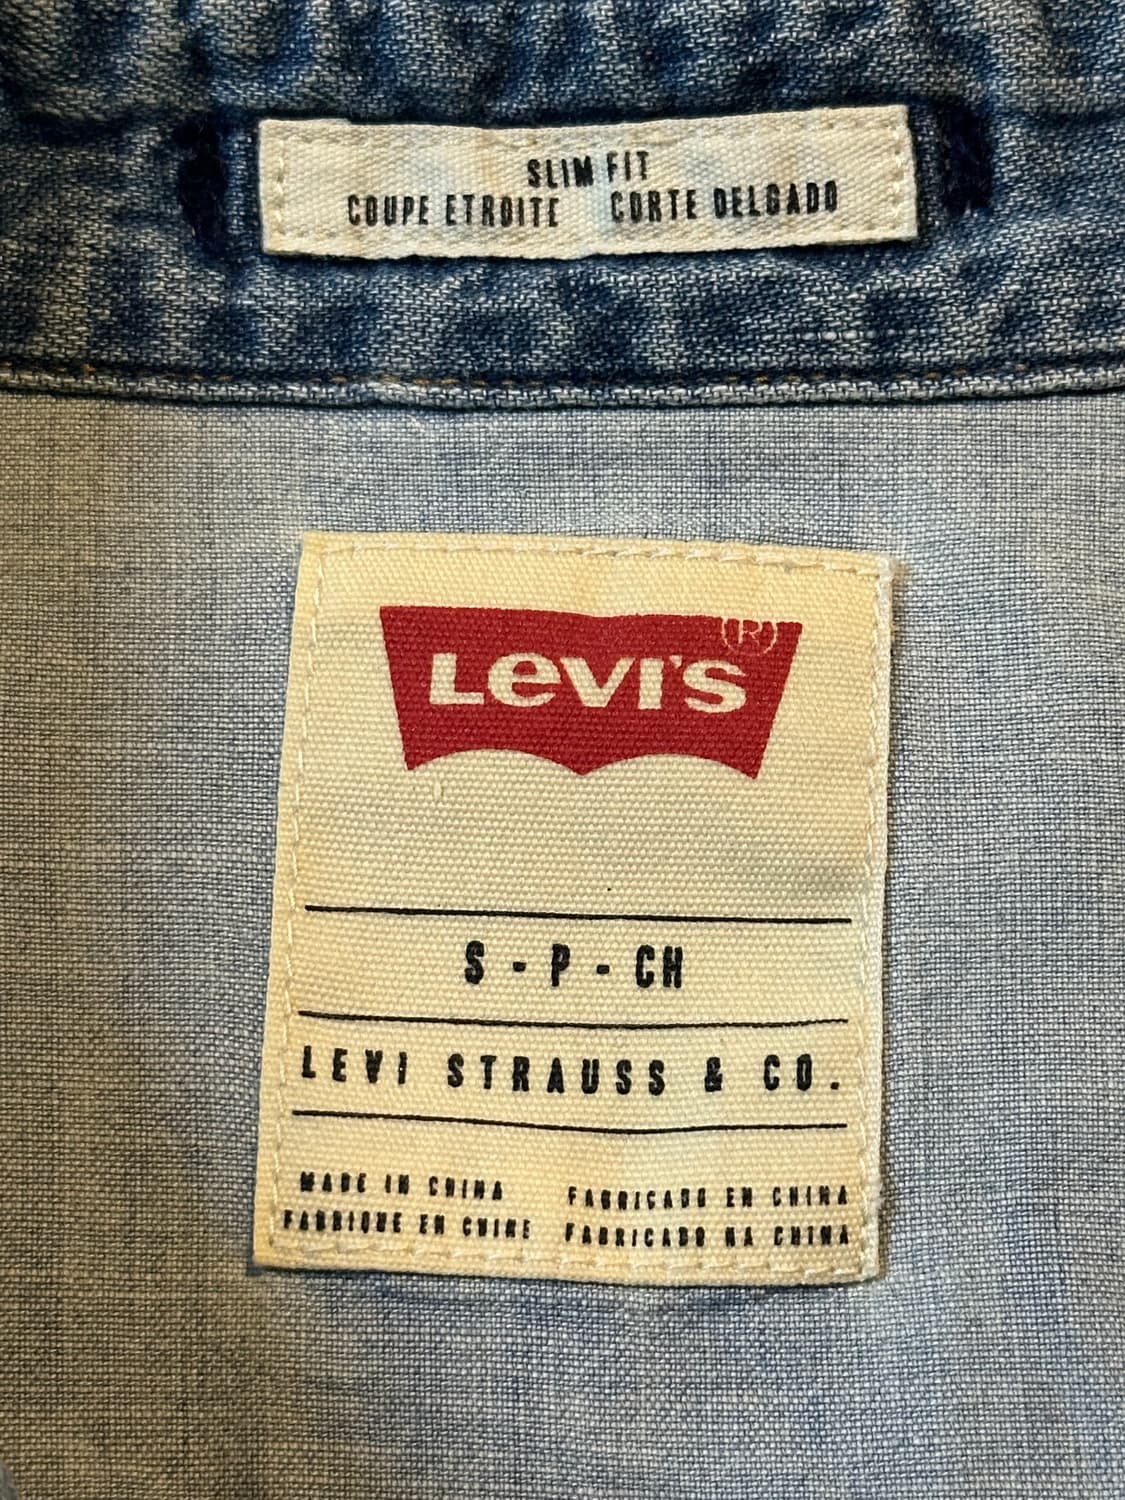 SLIM FIT
COUPE ETROITE CORTE DELGADO
LEVI'S ®
S - P - CH
LEVI STRAUSS & CO.
MADE IN CHINA FABRICADO EN CHINA
FABRIQUE EN CHINE FABRICADO NA CHINA